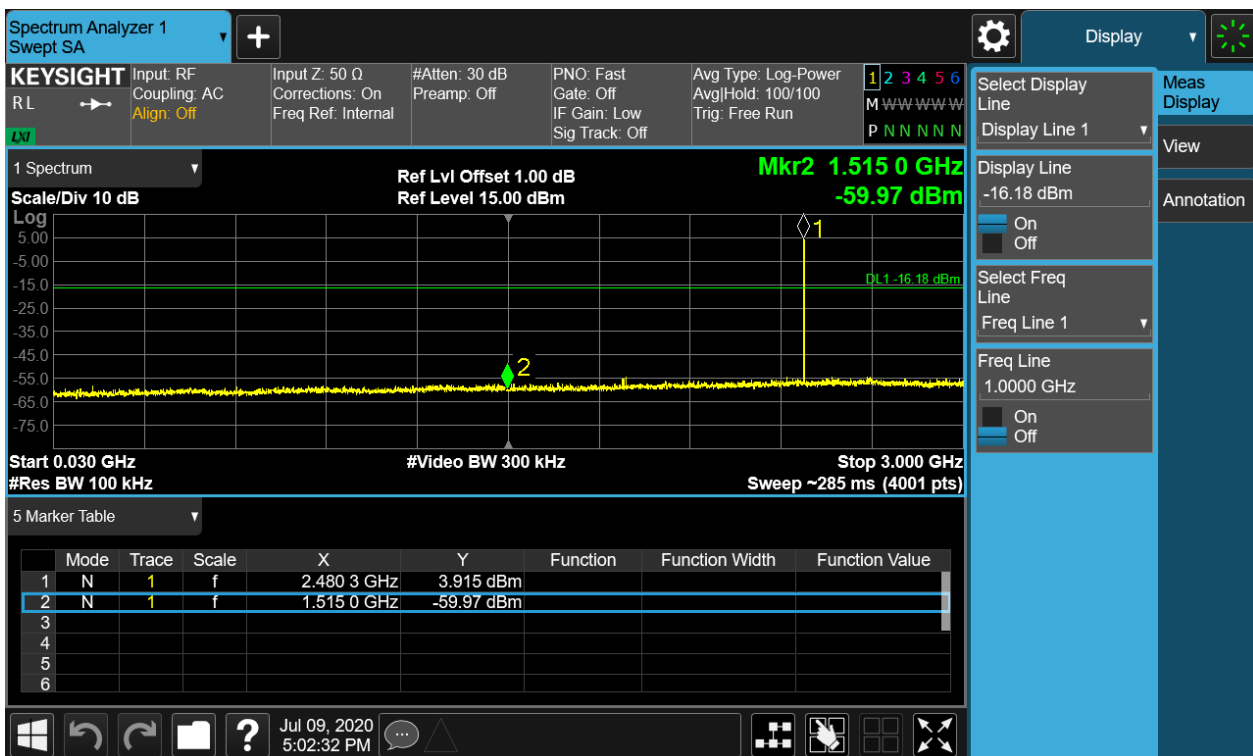 Spectrum Analyzer 1
Swept SA
+
Display
KEYSIGHT
R L
LXI
Input: RF
Coupling: AC
Align: Off
Input Z: 50 Ω
Corrections: On
Freq Ref: Internal
#Atten: 30 dB
Preamp: Off
PNO: Fast
Gate: Off
IF Gain: Low
Sig Track: Off
Avg Type: Log-Power
Avg|Hold: 100/100
Trig: Free Run
1 2 3 4 5 6
M W W W W W
P N N N N N
1 Spectrum
Scale/Div 10 dB
Ref Lvl Offset 1.00 dB
Ref Level 15.00 dBm
Mkr2 1.515 0 GHz
-59.97 dBm
Log
5.00
-5.00
-15.0
-25.0
-35.0
-45.0
-55.0
-65.0
-75.0
1
DL1 -16.18 dBm
2
Start 0.030 GHz
#Video BW 300 kHz
Stop 3.000 GHz
#Res BW 100 kHz
Sweep ~285 ms (4001 pts)
5 Marker Table
Mode Trace Scale X Y Function Function Width Function Value
1 N 1 f 2.480 3 GHz 3.915 dBm
2 N 1 f 1.515 0 GHz -59.97 dBm
3
4
5
6
Select Display
Line
Display Line 1
Display Line
-16.18 dBm
On
Off
Select Freq
Line
Freq Line 1
Freq Line
1.0000 GHz
On
Off
Meas
Display
View
Annotation
?
Jul 09, 2020
5:02:32 PM